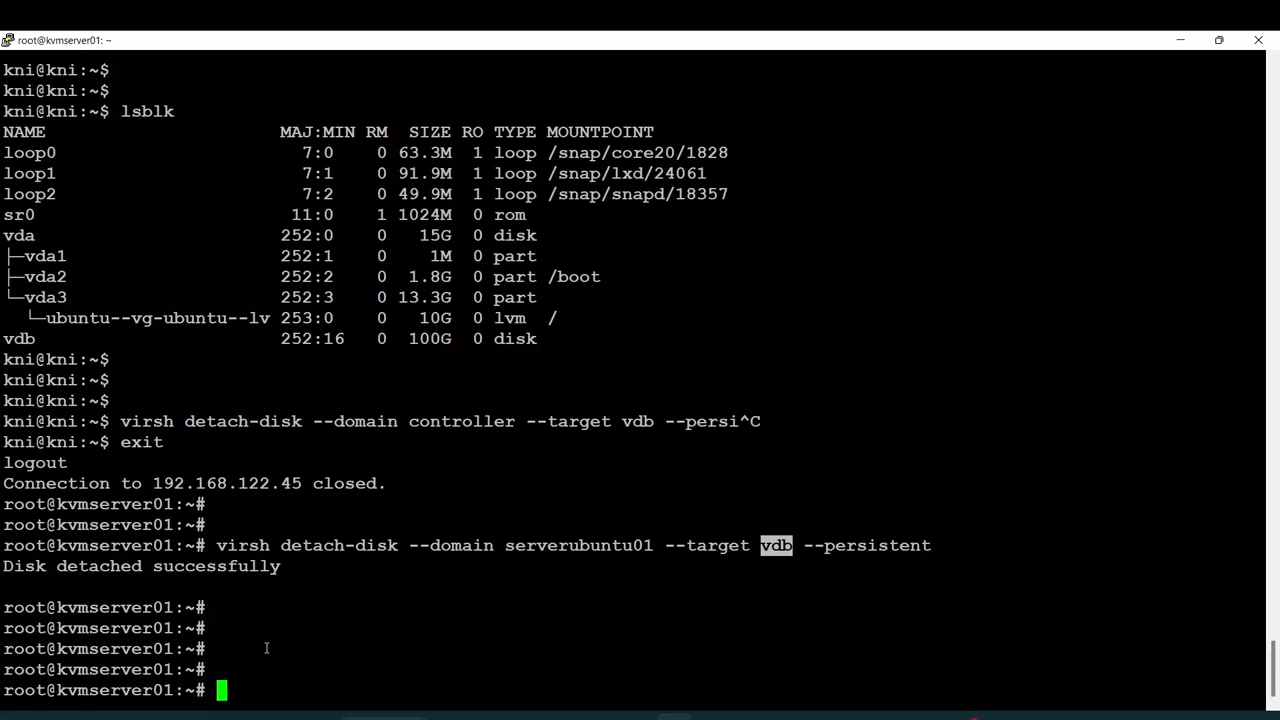 root@kvmserver01: ~
kni@kni:~$
kni@kni:~$
kni@kni:~$ lsblk
NAME                      MAJ:MIN RM  SIZE RO TYPE MOUNTPOINT
loop0                       7:0    0 63.3M  1 loop /snap/core20/1828
loop1                       7:1    0 91.9M  1 loop /snap/lxd/24061
loop2                       7:2    0 49.9M  1 loop /snap/snapd/18357
sr0                        11:0    1 1024M  0 rom
vda                       252:0    0   15G  0 disk
├─vda1                    252:1    0    1M  0 part
├─vda2                    252:2    0  1.8G  0 part /boot
└─vda3                    252:3    0 13.3G  0 part
  └─ubuntu--vg-ubuntu--lv 253:0    0   10G  0 lvm  /
vdb                       252:16   0  100G  0 disk
kni@kni:~$
kni@kni:~$
kni@kni:~$
kni@kni:~$ virsh detach-disk --domain controller --target vdb --persi^C
kni@kni:~$ exit
logout
Connection to 192.168.122.45 closed.
root@kvmserver01:~#
root@kvmserver01:~#
root@kvmserver01:~# virsh detach-disk --domain serverubuntu01 --target vdb --persistent
Disk detached successfully
root@kvmserver01:~#
root@kvmserver01:~#
root@kvmserver01:~#
root@kvmserver01:~#
root@kvmserver01:~#